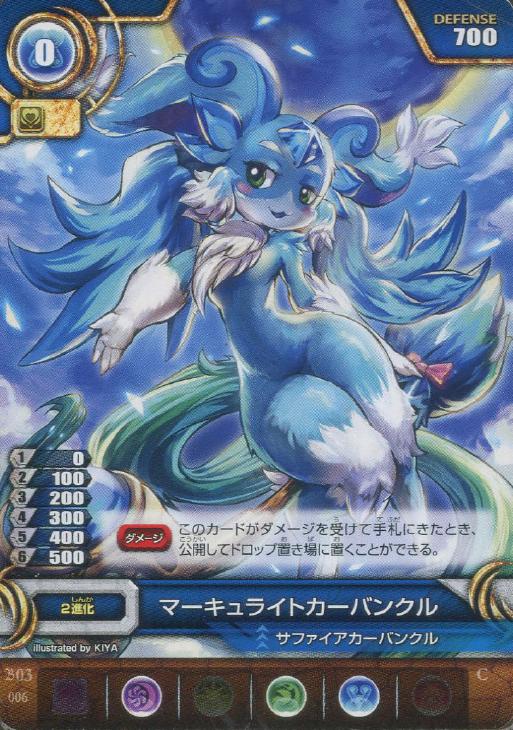 0
DEFENSE
700
1 0
2 100
3 200
4 300
5 400
6 500
ダメージ
このカードがダメージを受けて手札にきたとき、
公開してドロップ置き場に置くことができる。
しんか
2進化
マーキュライトカーバンクル
サファイアカーバンクル
illustrated by KIYA
B03
006
C